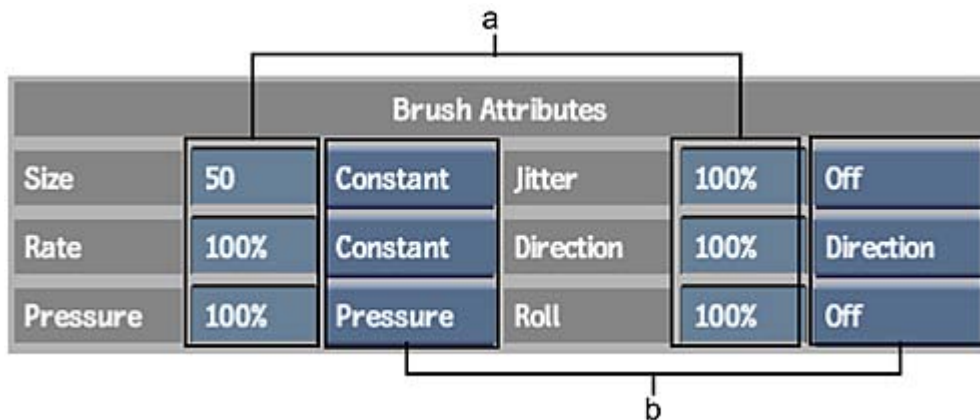 a
Brush Attributes
Size 50 Constant Jitter 100% Off
Rate 100% Constant Direction 100% Direction
Pressure 100% Pressure Roll 100% Off
b